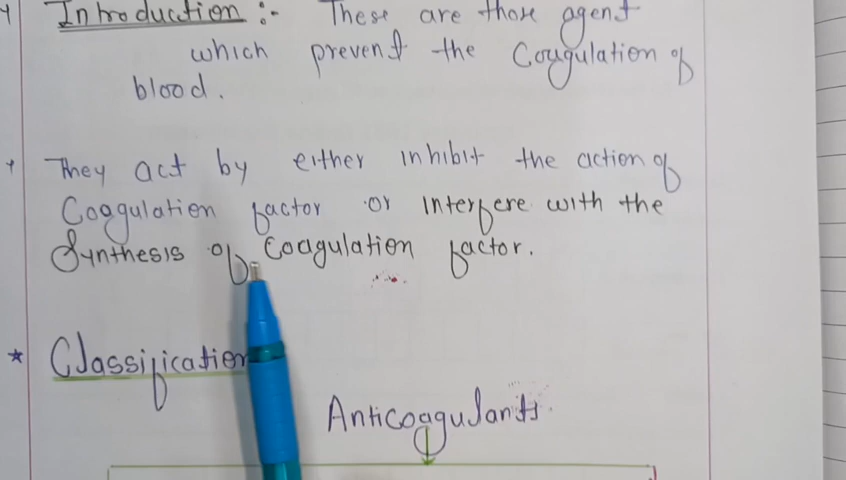 Introduction :- These are those agent
which prevent the Coagulation of
blood.
They act by either inhibit the action of
Coagulation factor or interfere with the
Synthesis of Coagulation factor.
* Classification
Anticoagulants